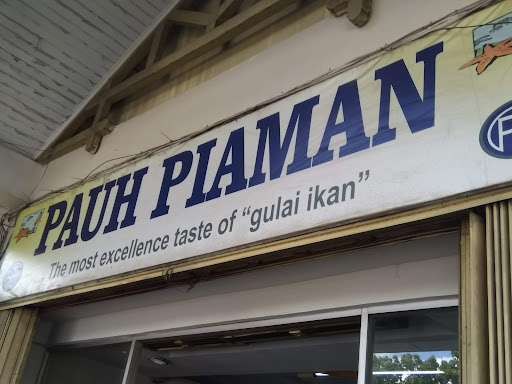 PAUH PIAMAN
The most excellence taste of "gulai ikan"